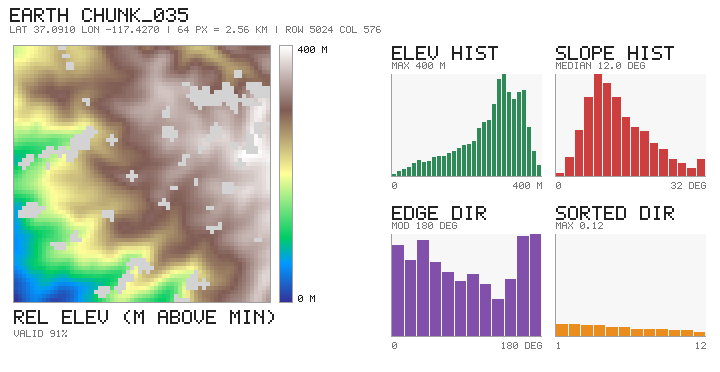 EARTH CHUNK_035
LAT 37.0910 LON -117.4270 | 64 PX = 2.56 KM | ROW 5024 COL 576
400 M
0 M
REL ELEV (M ABOVE MIN)
VALID 91%
ELEV HIST
MAX 400 M
0 400 M
SLOPE HIST
MEDIAN 12.0 DEG
0 32 DEG
EDGE DIR
MOD 180 DEG
0 180 DEG
SORTED DIR
MAX 0.12
1 12